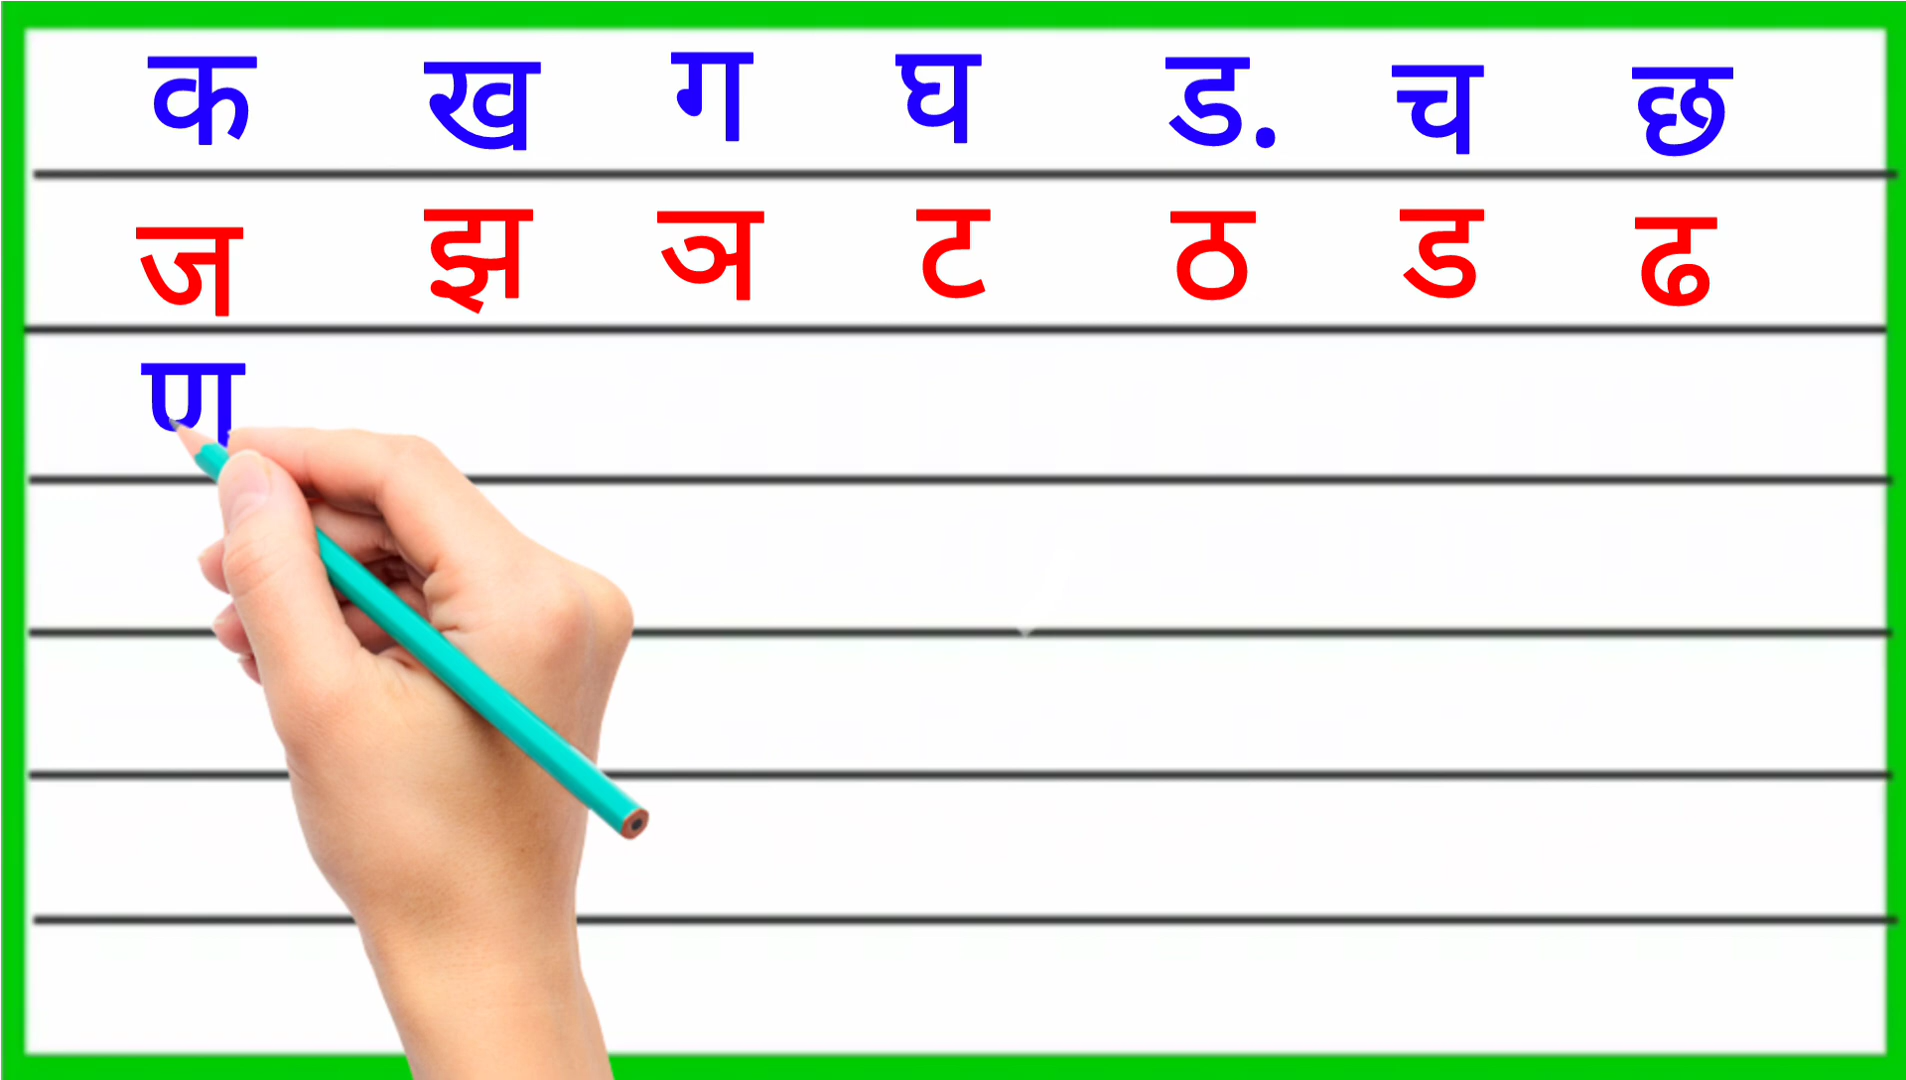 क ख ग घ ड. च छ
ज झ ञ ट ठ ड ढ
ण